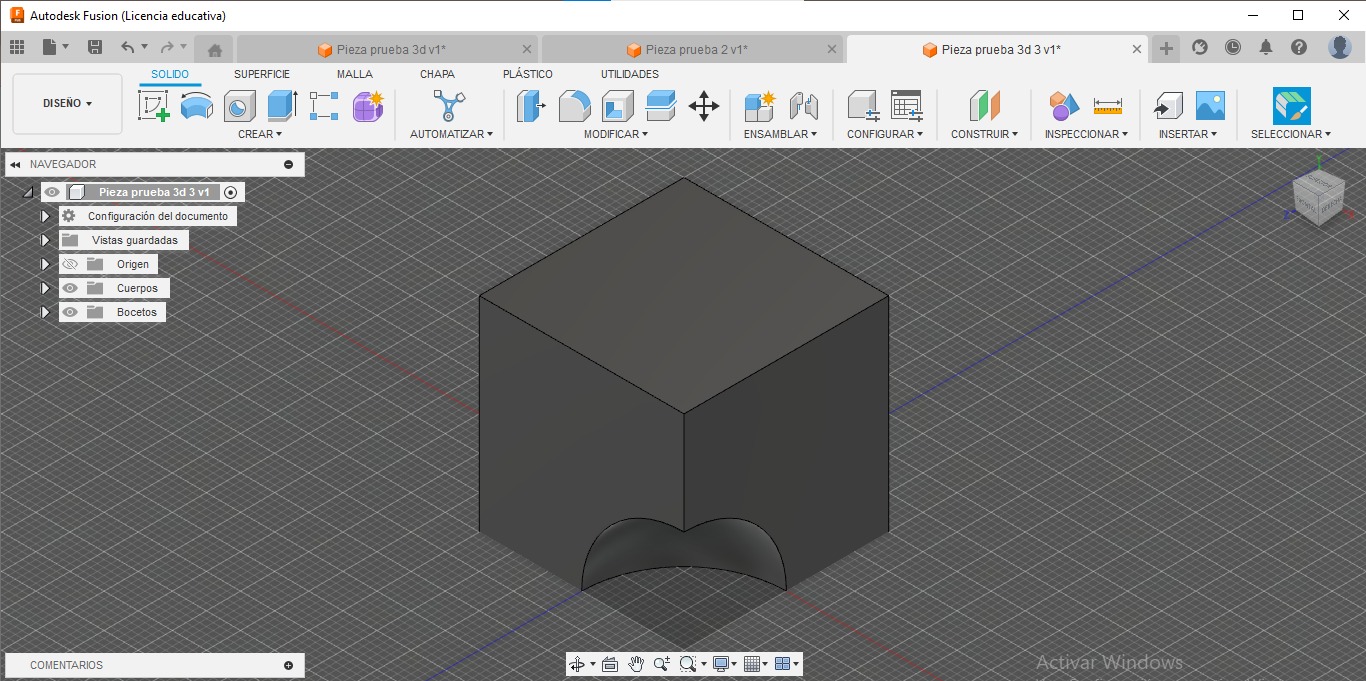 Autodesk Fusion (Licencia educativa)
Pieza prueba 3d v1*
Pieza prueba 2 v1*
Pieza prueba 3d 3 v1*
DISEÑO
SOLIDO
SUPERFICIE
MALLA
CHAPA
PLÁSTICO
UTILIDADES
CREAR
AUTOMATIZAR
MODIFICAR
ENSAMBLAR
CONFIGURAR
CONSTRUIR
INSPECCIONAR
INSERTAR
SELECCIONAR
NAVEGADOR
Pieza prueba 3d 3 v1
Configuración del documento
Vistas guardadas
Origen
Cuerpos
Bocetos
COMENTARIOS
Activar Windows